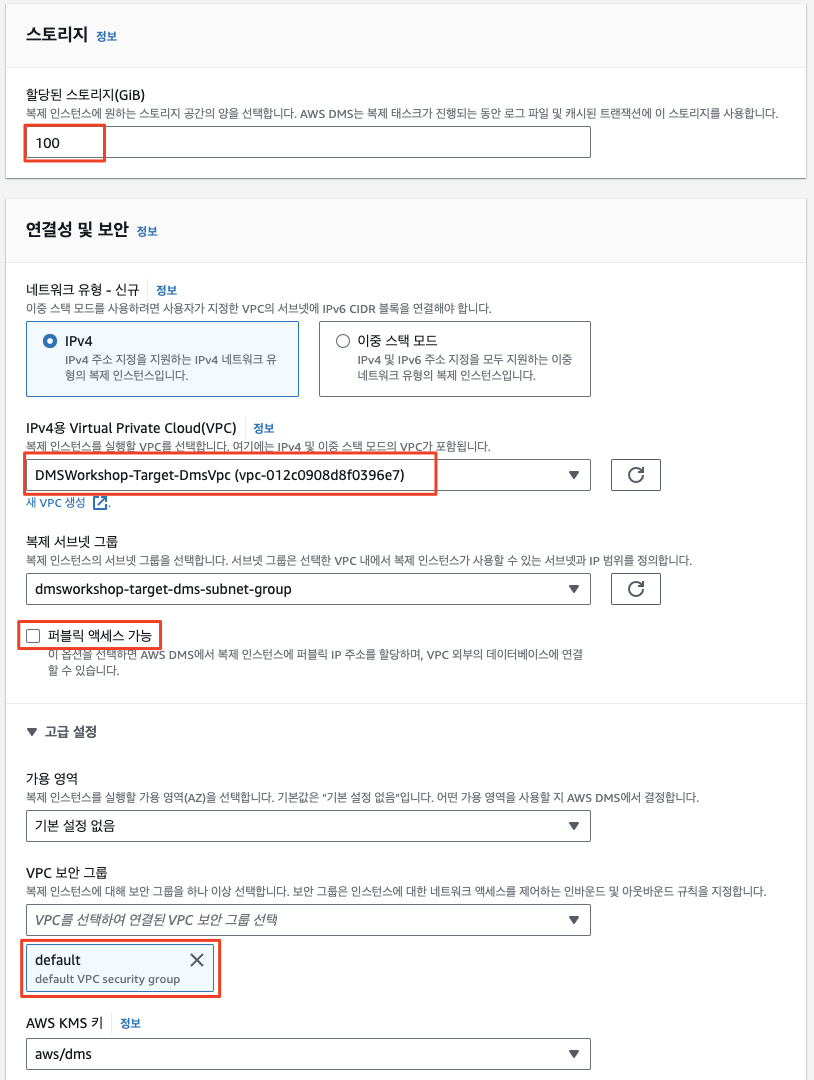 스토리지 정보
할당된 스토리지(GiB)
복제 인스턴스에 원하는 스토리지 공간의 양을 선택합니다. AWS DMS는 복제 태스크가 진행되는 동안 로그 파일 및 캐시된 트랜잭션에 이 스토리지를 사용합니다.
100
연결성 및 보안 정보
네트워크 유형 - 신규 정보
이중 스택 모드를 사용하려면 사용자가 지정한 VPC의 서브넷에 IPv6 CIDR 블록을 연결해야 합니다.
IPv4
IPv4 주소 지정을 지원하는 IPv4 네트워크 유
형의 복제 인스턴스입니다.
이중 스택 모드
IPv4 및 IPv6 주소 지정을 모두 지원하는 이중
네트워크 유형의 복제 인스턴스입니다.
IPv4용 Virtual Private Cloud(VPC) 정보
복제 인스턴스를 실행할 VPC를 선택합니다. 여기에는 IPv4 및 이중 스택 모드의 VPC가 포함됩니다.
DMSWorkshop-Target-DmsVpc (vpc-012c0908d8f0396e7)
새 VPC 생성 .
복제 서브넷 그룹
복제 인스턴스의 서브넷 그룹을 선택합니다. 서브넷 그룹은 선택한 VPC 내에서 복제 인스턴스가 사용할 수 있는 서브넷과 IP 범위를 정의합니다.
dmsworkshop-target-dms-subnet-group
퍼블릭 액세스 가능
이 옵션을 선택하면 AWS DMS에서 복제 인스턴스에 퍼블릭 IP 주소를 할당하며, VPC 외부의 데이터베이스에 연결
할 수 있습니다.
고급 설정
가용 영역
복제 인스턴스를 실행할 가용 영역(AZ)을 선택합니다. 기본값은 "기본 설정 없음"입니다. 어떤 가용 영역을 사용할 지 AWS DMS에서 결정합니다.
기본 설정 없음
VPC 보안 그룹
복제 인스턴스에 대해 보안 그룹을 하나 이상 선택합니다. 보안 그룹은 인스턴스에 대한 네트워크 액세스를 제어하는 인바운드 및 아웃바운드 규칙을 지정합니다.
VPC를 선택하여 연결된 VPC 보안 그룹 선택
default
default VPC security group
AWS KMS 키 정보
aws/dms